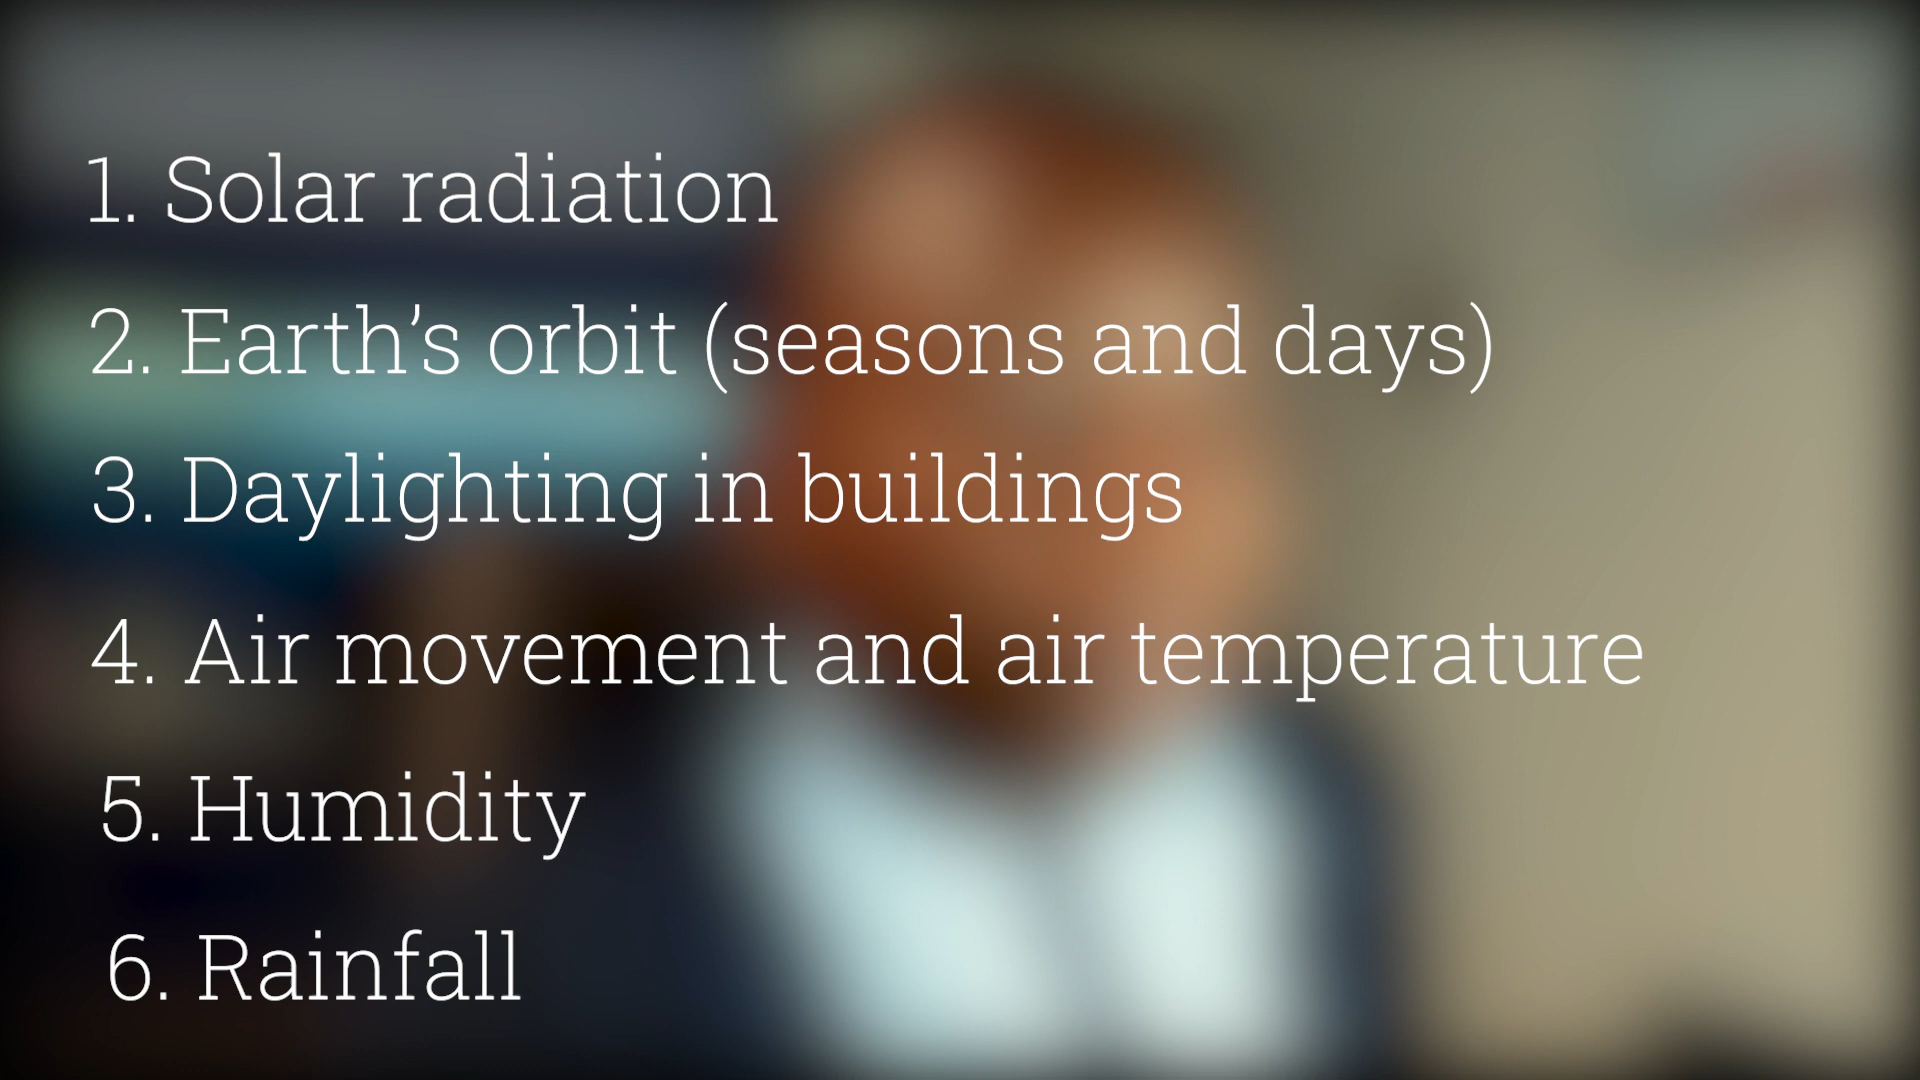 1. Solar radiation
2. Earth’s orbit (seasons and days)
3. Daylighting in buildings
4. Air movement and air temperature
5. Humidity
6. Rainfall